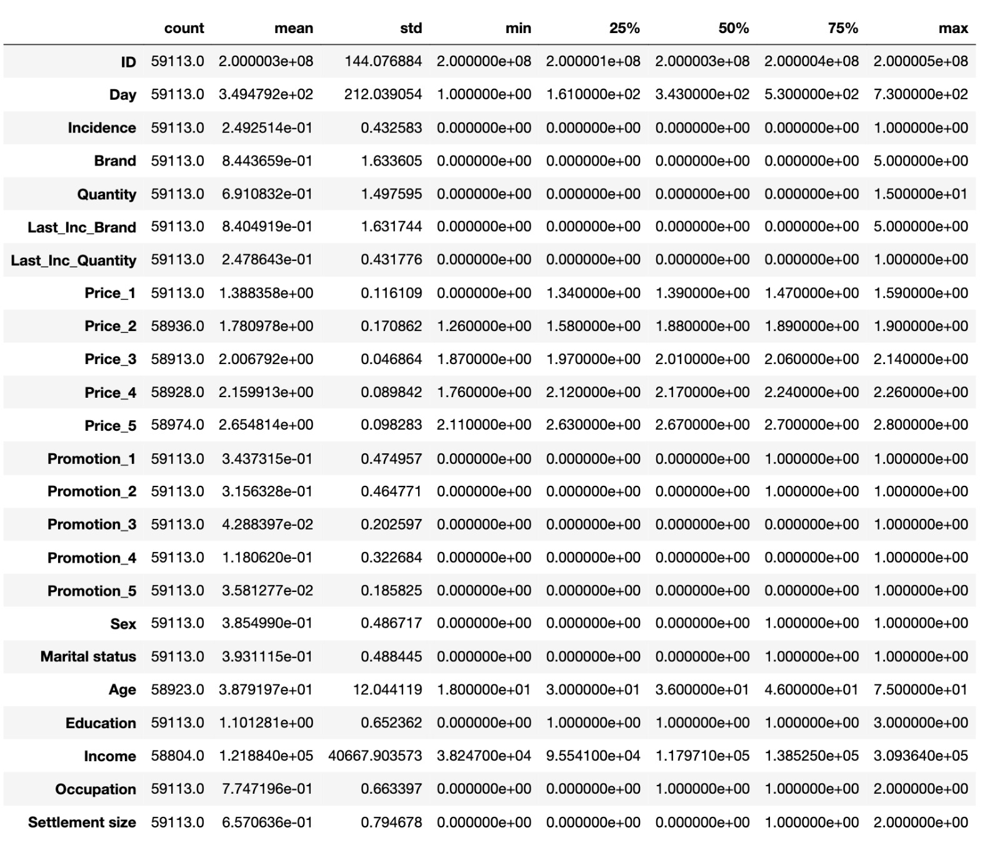 count mean std min 25% 50% 75% max
ID 59113.0 2.000003e+08 144.076884 2.000000e+08 2.000001e+08 2.000003e+08 2.000004e+08 2.000005e+08
Day 59113.0 3.494792e+02 212.039054 1.000000e+00 1.610000e+02 3.430000e+02 5.300000e+02 7.300000e+02
Incidence 59113.0 2.492514e-01 0.432583 0.000000e+00 0.000000e+00 0.000000e+00 0.000000e+00 1.000000e+00
Brand 59113.0 8.443659e-01 1.633605 0.000000e+00 0.000000e+00 0.000000e+00 0.000000e+00 5.000000e+00
Quantity 59113.0 6.910832e-01 1.497595 0.000000e+00 0.000000e+00 0.000000e+00 0.000000e+00 1.500000e+01
Last_Inc_Brand 59113.0 8.404919e-01 1.631744 0.000000e+00 0.000000e+00 0.000000e+00 0.000000e+00 5.000000e+00
Last_Inc_Quantity 59113.0 2.478643e-01 0.431776 0.000000e+00 0.000000e+00 0.000000e+00 0.000000e+00 1.000000e+00
Price_1 59113.0 1.388358e+00 0.116109 0.000000e+00 1.340000e+00 1.390000e+00 1.470000e+00 1.590000e+00
Price_2 58936.0 1.780978e+00 0.170862 1.260000e+00 1.580000e+00 1.880000e+00 1.890000e+00 1.900000e+00
Price_3 58913.0 2.006792e+00 0.046864 1.870000e+00 1.970000e+00 2.010000e+00 2.060000e+00 2.140000e+00
Price_4 58928.0 2.159913e+00 0.089842 1.760000e+00 2.120000e+00 2.170000e+00 2.240000e+00 2.260000e+00
Price_5 58974.0 2.654814e+00 0.098283 2.110000e+00 2.630000e+00 2.670000e+00 2.700000e+00 2.800000e+00
Promotion_1 59113.0 3.437315e-01 0.474957 0.000000e+00 0.000000e+00 0.000000e+00 1.000000e+00 1.000000e+00
Promotion_2 59113.0 3.156328e-01 0.464771 0.000000e+00 0.000000e+00 0.000000e+00 1.000000e+00 1.000000e+00
Promotion_3 59113.0 4.288397e-02 0.202597 0.000000e+00 0.000000e+00 0.000000e+00 0.000000e+00 1.000000e+00
Promotion_4 59113.0 1.180620e-01 0.322684 0.000000e+00 0.000000e+00 0.000000e+00 0.000000e+00 1.000000e+00
Promotion_5 59113.0 3.581277e-02 0.185825 0.000000e+00 0.000000e+00 0.000000e+00 0.000000e+00 1.000000e+00
Sex 59113.0 3.854990e-01 0.486717 0.000000e+00 0.000000e+00 0.000000e+00 1.000000e+00 1.000000e+00
Marital status 59113.0 3.931115e-01 0.488445 0.000000e+00 0.000000e+00 0.000000e+00 1.000000e+00 1.000000e+00
Age 58923.0 3.879197e+01 12.044119 1.800000e+01 3.000000e+01 3.600000e+01 4.600000e+01 7.500000e+01
Education 59113.0 1.101281e+00 0.652362 0.000000e+00 1.000000e+00 1.000000e+00 1.000000e+00 3.000000e+00
Income 58804.0 1.218840e+05 40667.903573 3.824700e+04 9.554100e+04 1.179710e+05 1.385250e+05 3.093640e+05
Occupation 59113.0 7.747196e-01 0.663397 0.000000e+00 0.000000e+00 1.000000e+00 1.000000e+00 2.000000e+00
Settlement size 59113.0 6.570636e-01 0.794678 0.000000e+00 0.000000e+00 0.000000e+00 1.000000e+00 2.000000e+00